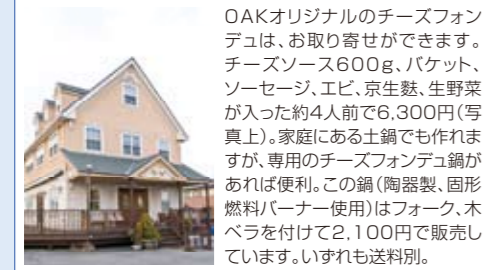 OAKオリジナルのチーズフォン
デュは、お取り寄せができます。
チーズソース600g、バケット、
ソーセージ、エビ、京生麩、生野菜
が入った約4人前で6,300円(写
真上)。家庭にある土鍋でも作れま
すが、専用のチーズフォンデュ鍋が
あれば便利。この鍋(陶器製、固形
燃料バーナー使用)はフォーク、木
ベラを付けて2,100円で販売し
ています。いずれも送料別。